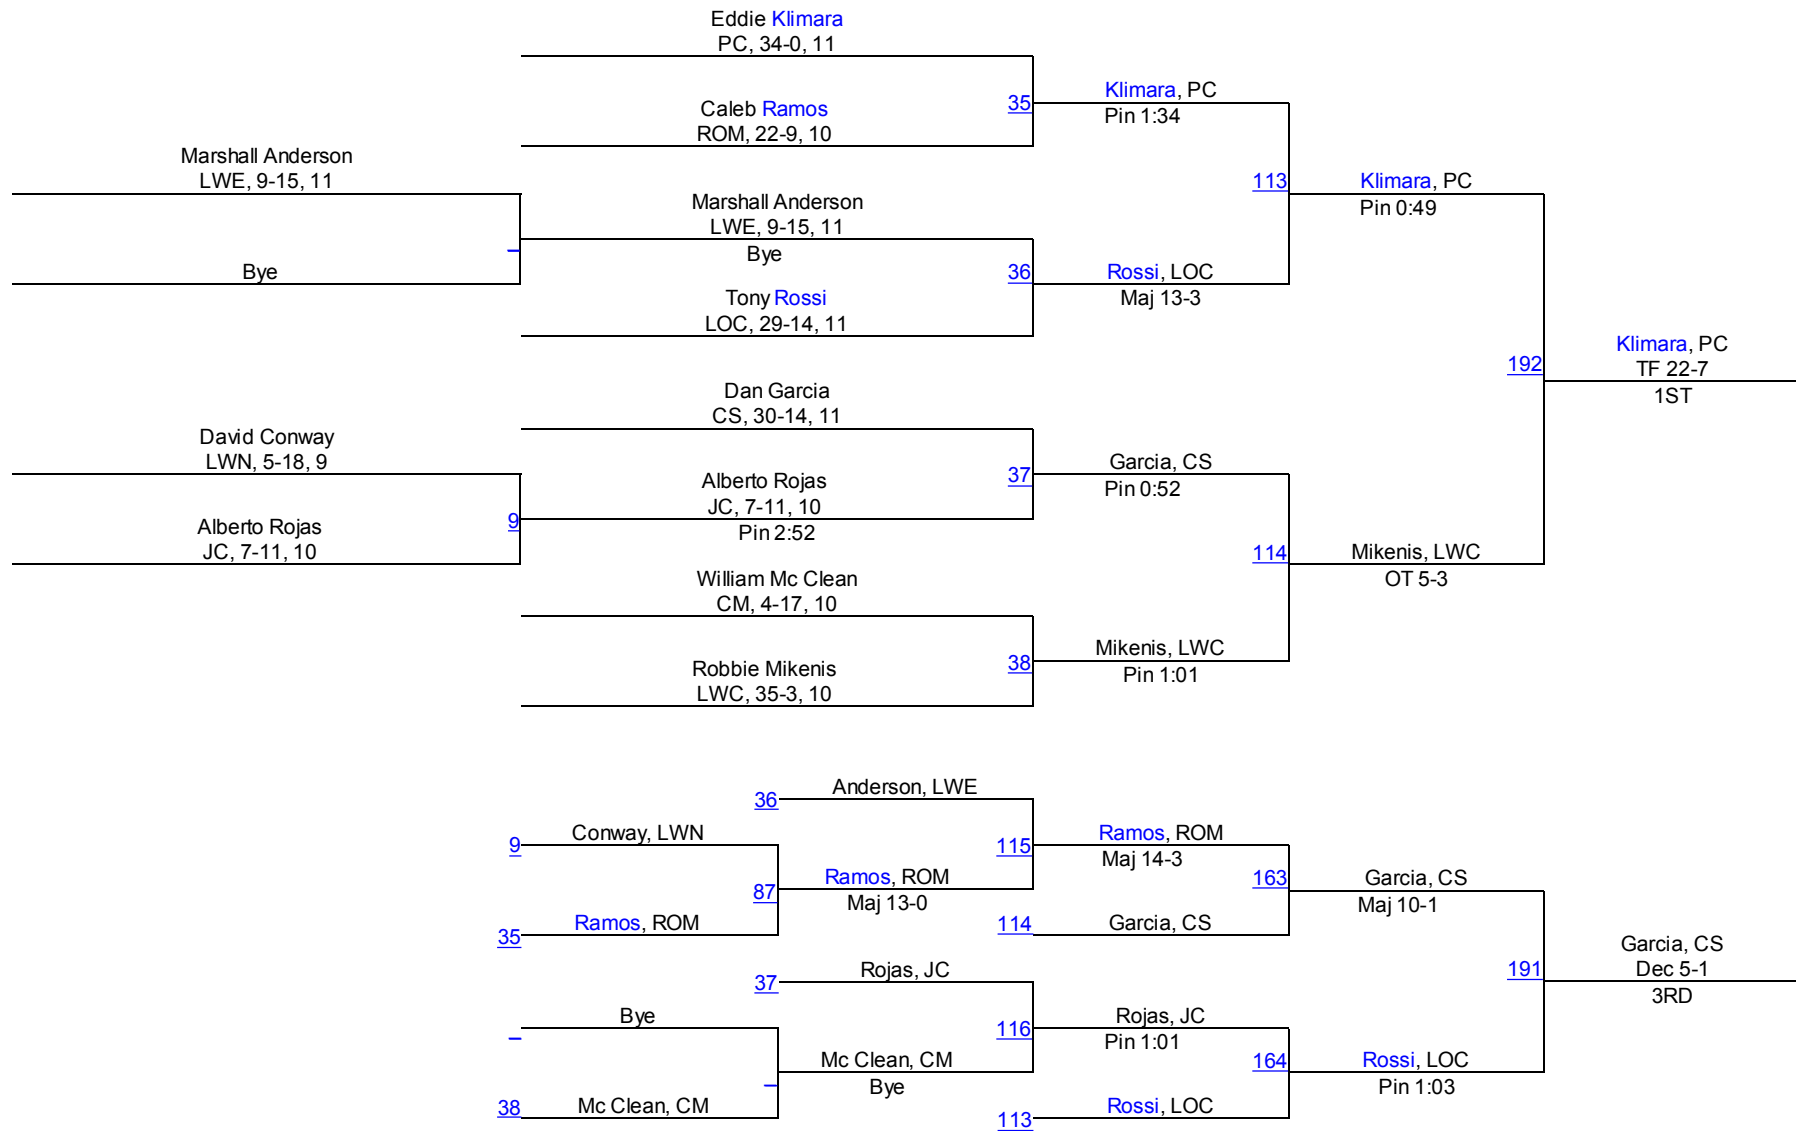 Eddie Klimara
PC, 34-0, 11
Caleb Ramos
ROM, 22-9, 10
35
Klimara, PC
Pin 1:34
Marshall Anderson
LWE, 9-15, 11
Bye
Marshall Anderson
LWE, 9-15, 11
Bye
Tony Rossi
LOC, 29-14, 11
36
Rossi, LOC
Maj 13-3
113
Klimara, PC
Pin 0:49
David Conway
LWN, 5-18, 9
Alberto Rojas
JC, 7-11, 10
9
Dan Garcia
CS, 30-14, 11
Alberto Rojas
JC, 7-11, 10
Pin 2:52
37
Garcia, CS
Pin 0:52
William Mc Clean
CM, 4-17, 10
Robbie Mikenis
LWC, 35-3, 10
38
Mikenis, LWC
Pin 1:01
114
Mikenis, LWC
OT 5-3
192
Klimara, PC
TF 22-7
1ST
36
Anderson, LWE
9
Conway, LWN
35
Ramos, ROM
87
Ramos, ROM
Maj 13-0
115
Ramos, ROM
Maj 14-3
114
Garcia, CS
163
Garcia, CS
Maj 10-1
37
Rojas, JC
Bye
38
Mc Clean, CM
Mc Clean, CM
Bye
116
Rojas, JC
Pin 1:01
113
Rossi, LOC
164
Rossi, LOC
Pin 1:03
191
Garcia, CS
Dec 5-1
3RD